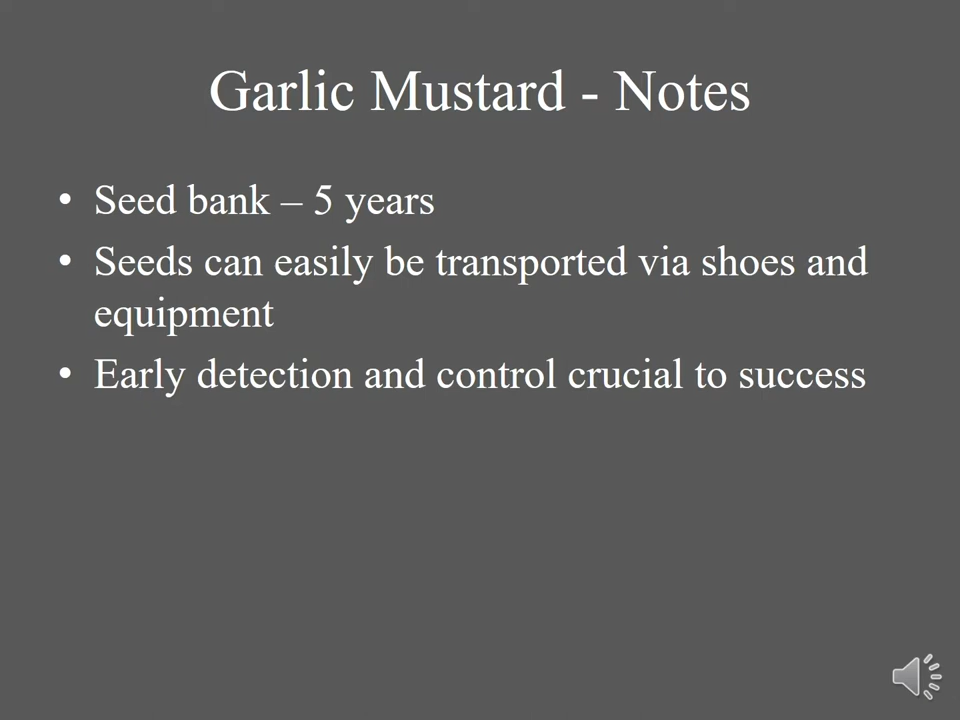 Garlic Mustard - Notes
• Seed bank – 5 years
• Seeds can easily be transported via shoes and
equipment
• Early detection and control crucial to success